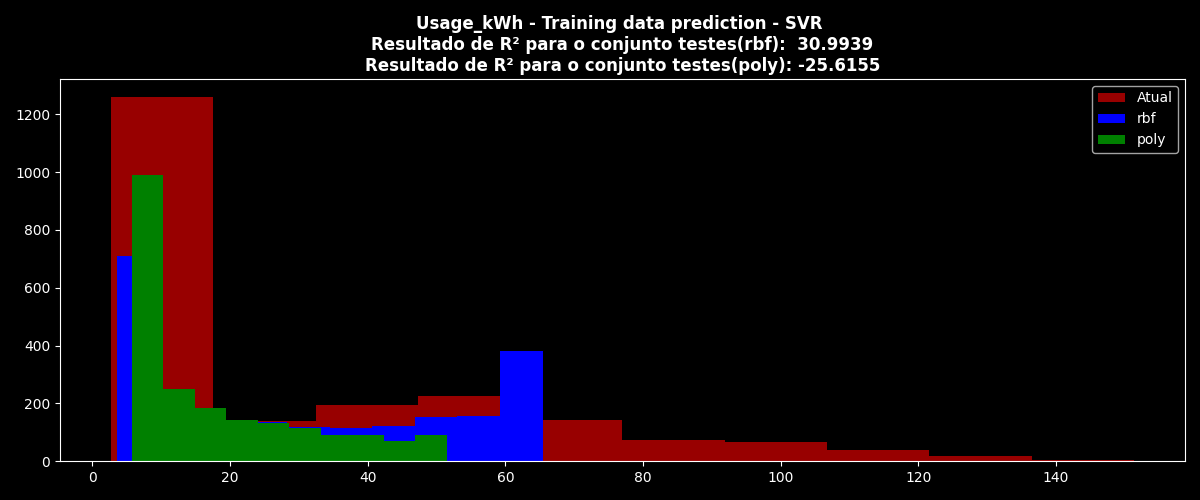 Usage_kWh - Training data prediction - SVR
Resultado de R² para o conjunto testes(rbf):  30.9939
Resultado de R² para o conjunto testes(poly): -25.6155
Atual
rbf
poly
1200
1000
800
600
400
200
0
0 20 40 60 80 100 120 140